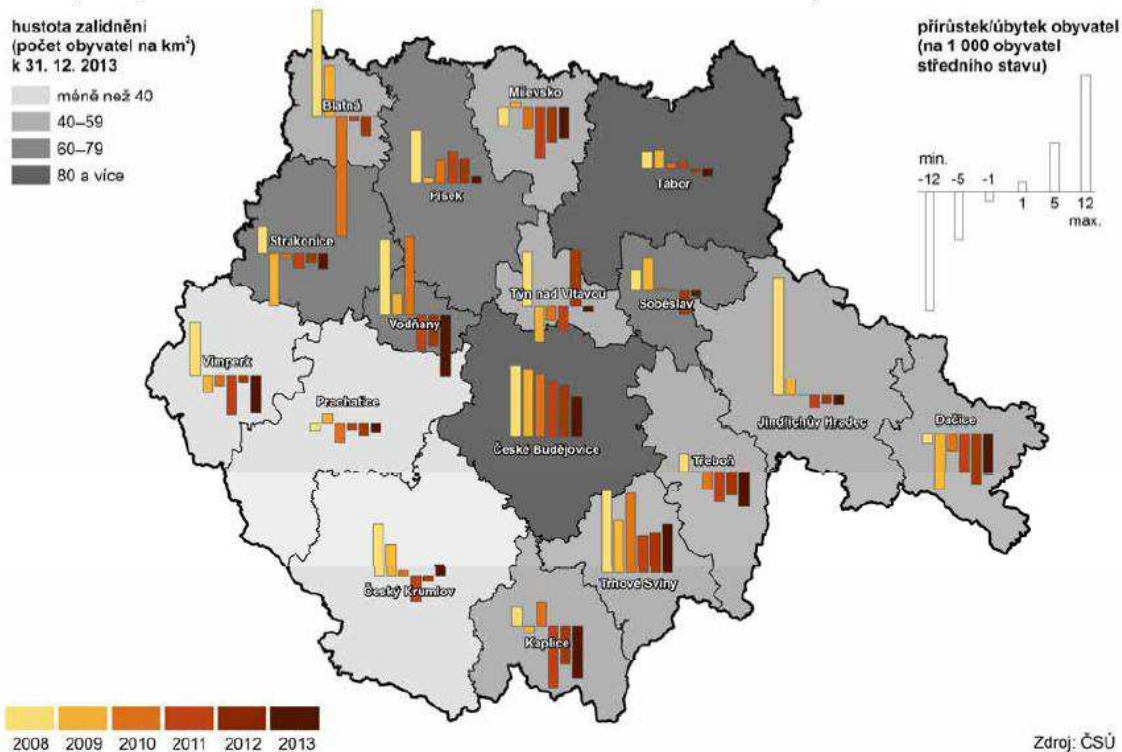 hustota zalidnění
(počet obyvatel na km²)
k 31. 12. 2013
méně než 40
40–59
60–79
80 a více
přírůstek/úbytek obyvatel
(na 1 000 obyvatel
středního stavu)
min.
-12 -5 -1
1 5 12
max.
Blatná
Milevsko
Písek
Tábor
Strakonice
Týn nad Vltavou
Soběslav
Vodňany
Vimperk
Prachatice
České Budějovice
Jindřichův Hradec
Dačice
Třeboň
Trhové Sviny
Český Krumlov
Kaplice
2008 2009 2010 2011 2012 2013
Zdroj: ČSÚ